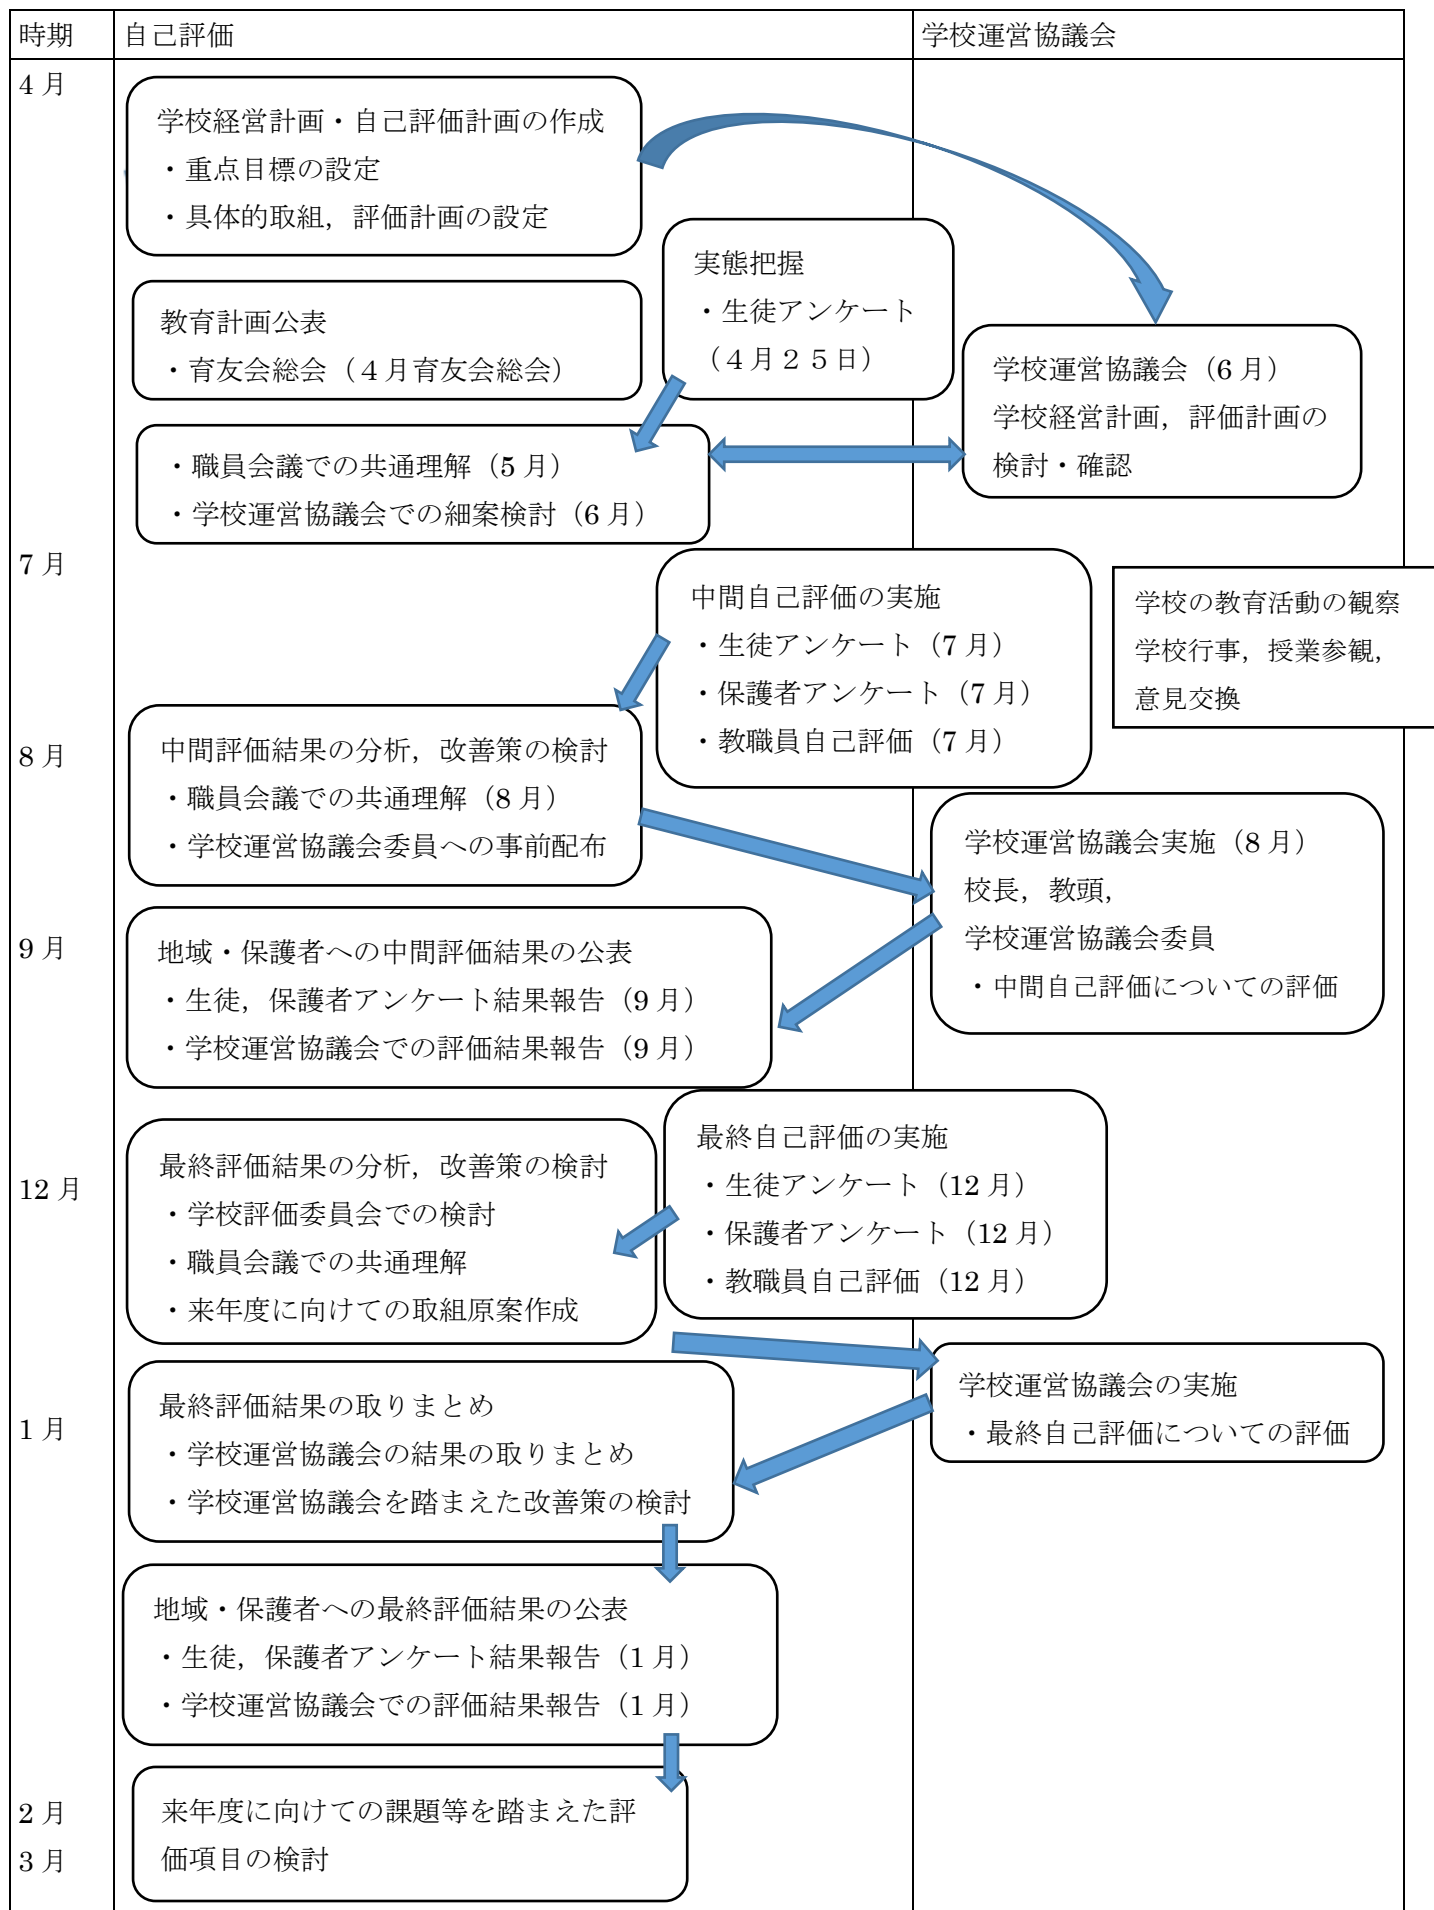 時期
自己評価
学校運営協議会
4 月
学校経営計画・自己評価計画の作成
・重点目標の設定
・具体的取組，評価計画の設定
実態把握
・生徒アンケート
（４月２５日）
教育計画公表
・育友会総会（４月育友会総会）
学校運営協議会（6 月）
学校経営計画，評価計画の
検討・確認
・職員会議での共通理解（5 月）
・学校運営協議会での細案検討（6 月）
7 月
中間自己評価の実施
・生徒アンケート（7 月）
・保護者アンケート（7 月）
・教職員自己評価（7 月）
学校の教育活動の観察
学校行事，授業参観，
意見交換
8 月
中間評価結果の分析，改善策の検討
・職員会議での共通理解（8 月）
・学校運営協議会委員への事前配布
学校運営協議会実施（8 月）
校長，教頭，
学校運営協議会委員
・中間自己評価についての評価
9 月
地域・保護者への中間評価結果の公表
・生徒，保護者アンケート結果報告（9 月）
・学校運営協議会での評価結果報告（9 月）
最終自己評価の実施
・生徒アンケート（12 月）
・保護者アンケート（12 月）
・教職員自己評価（12 月）
12 月
最終評価結果の分析，改善策の検討
・学校評価委員会での検討
・職員会議での共通理解
・来年度に向けての取組原案作成
学校運営協議会の実施
・最終自己評価についての評価
1 月
最終評価結果の取りまとめ
・学校運営協議会の結果の取りまとめ
・学校運営協議会を踏まえた改善策の検討
地域・保護者への最終評価結果の公表
・生徒，保護者アンケート結果報告（1 月）
・学校運営協議会での評価結果報告（1 月）
2 月
3 月
来年度に向けての課題等を踏まえた評
価項目の検討